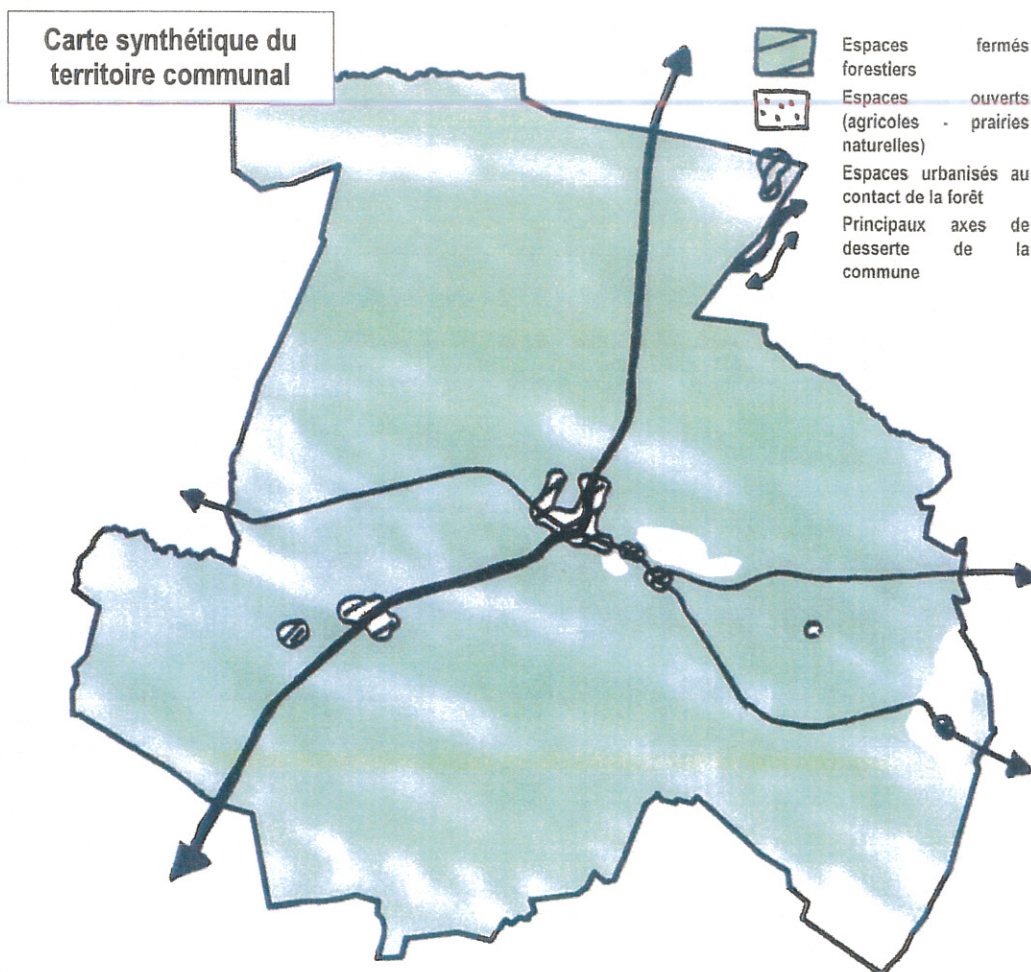 Carte synthétique du
territoire communal
Espaces fermés
forestiers
Espaces ouverts
(agricoles - prairies
naturelles)
Espaces urbanisés au
contact de la forêt
Principaux axes de
desserte de la
commune